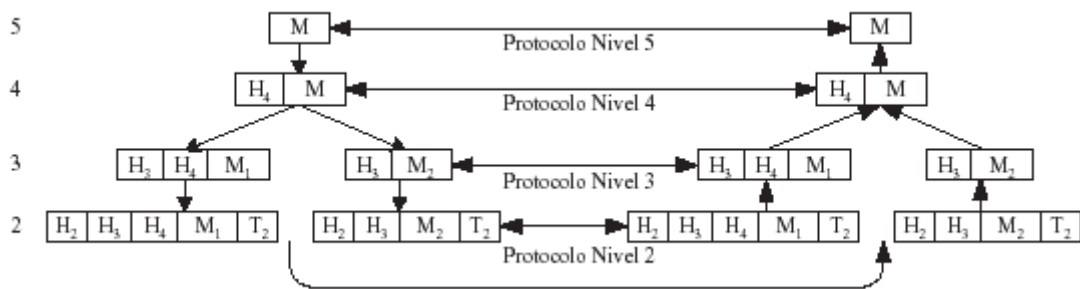 5 M M
Protocolo Nivel 5
4 H₄ M H₄ M
Protocolo Nivel 4
3 H₃ H₄ M₁ H₃ M₂ H₃ H₄ M₁ H₃ M₂
Protocolo Nivel 3
2 H₂ H₃ H₄ M₁ T₂ H₂ H₃ M₂ T₂ H₂ H₃ H₄ M₁ T₂ H₂ H₃ M₂ T₂
Protocolo Nivel 2